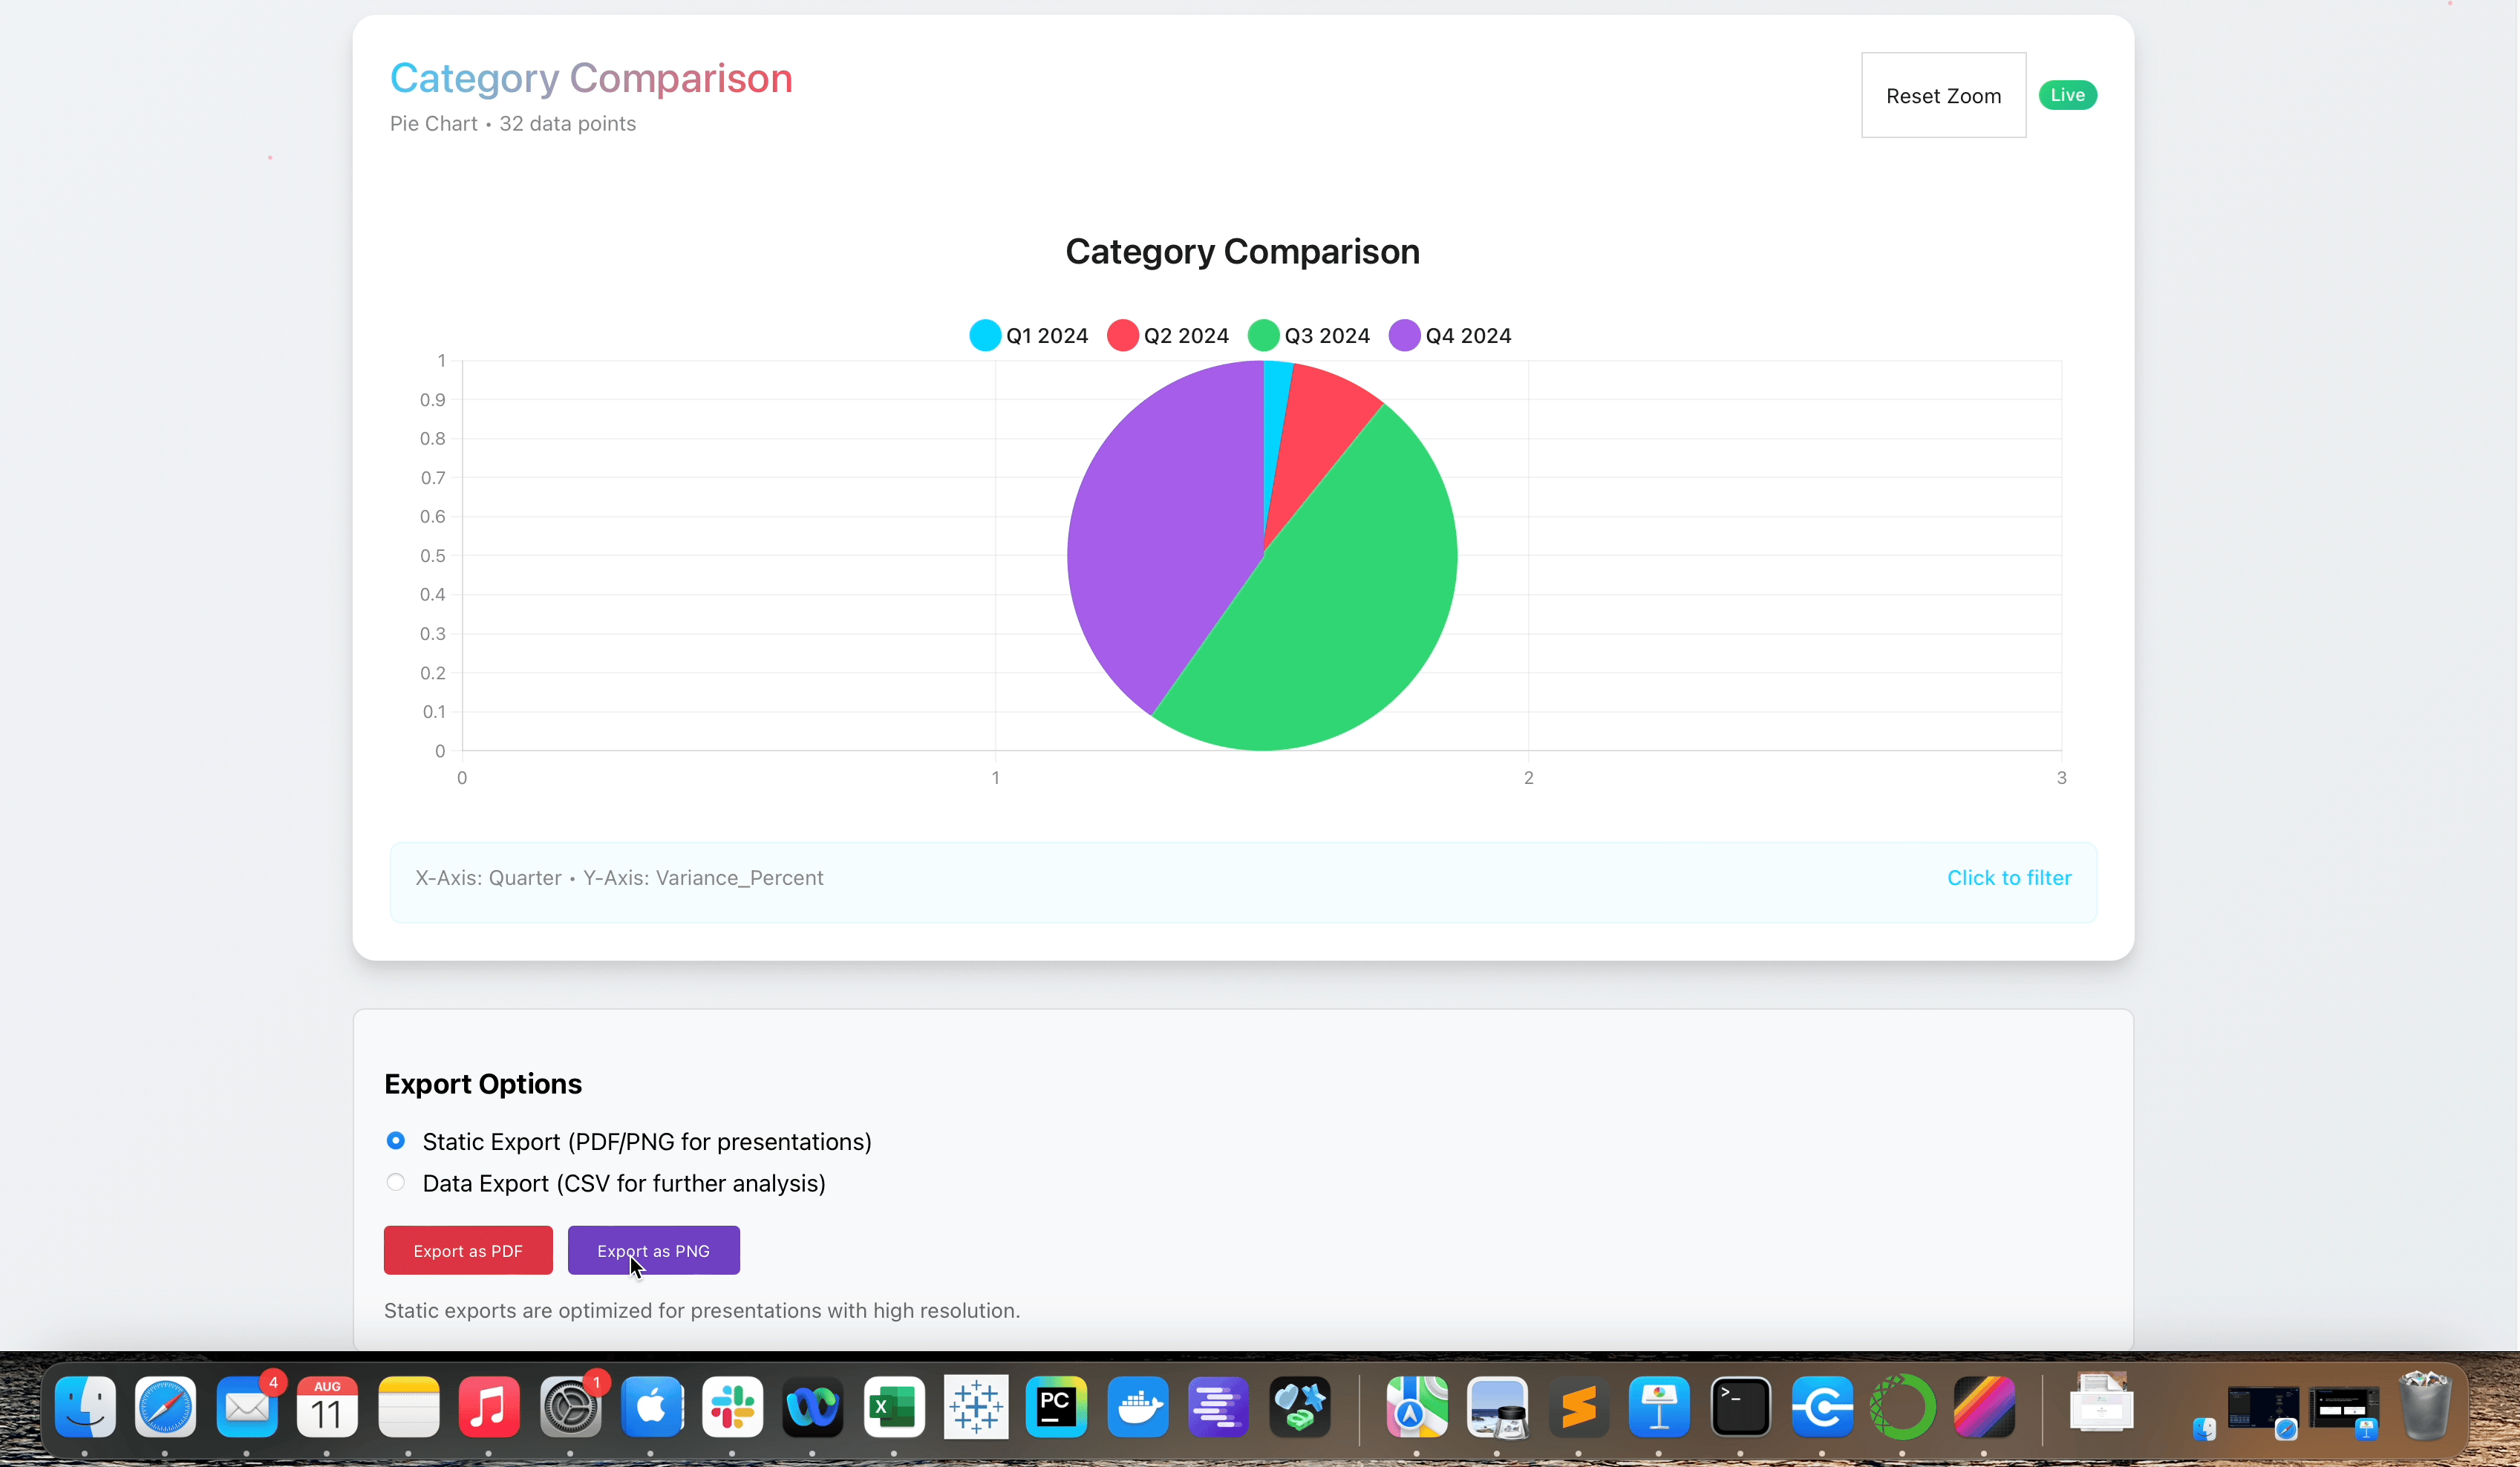 Category Comparison
Reset Zoom
Live
Pie Chart • 32 data points
Category Comparison
Q1 2024 Q2 2024 Q3 2024 Q4 2024
1
0.9
0.8
0.7
0.6
0.5
0.4
0.3
0.2
0.1
0
0 1 2 3
X-Axis: Quarter • Y-Axis: Variance_Percent
Click to filter
Export Options
Static Export (PDF/PNG for presentations)
Data Export (CSV for further analysis)
Export as PDF Export as PNG
Static exports are optimized for presentations with high resolution.
4
AUG
11
1
X
PC
>_